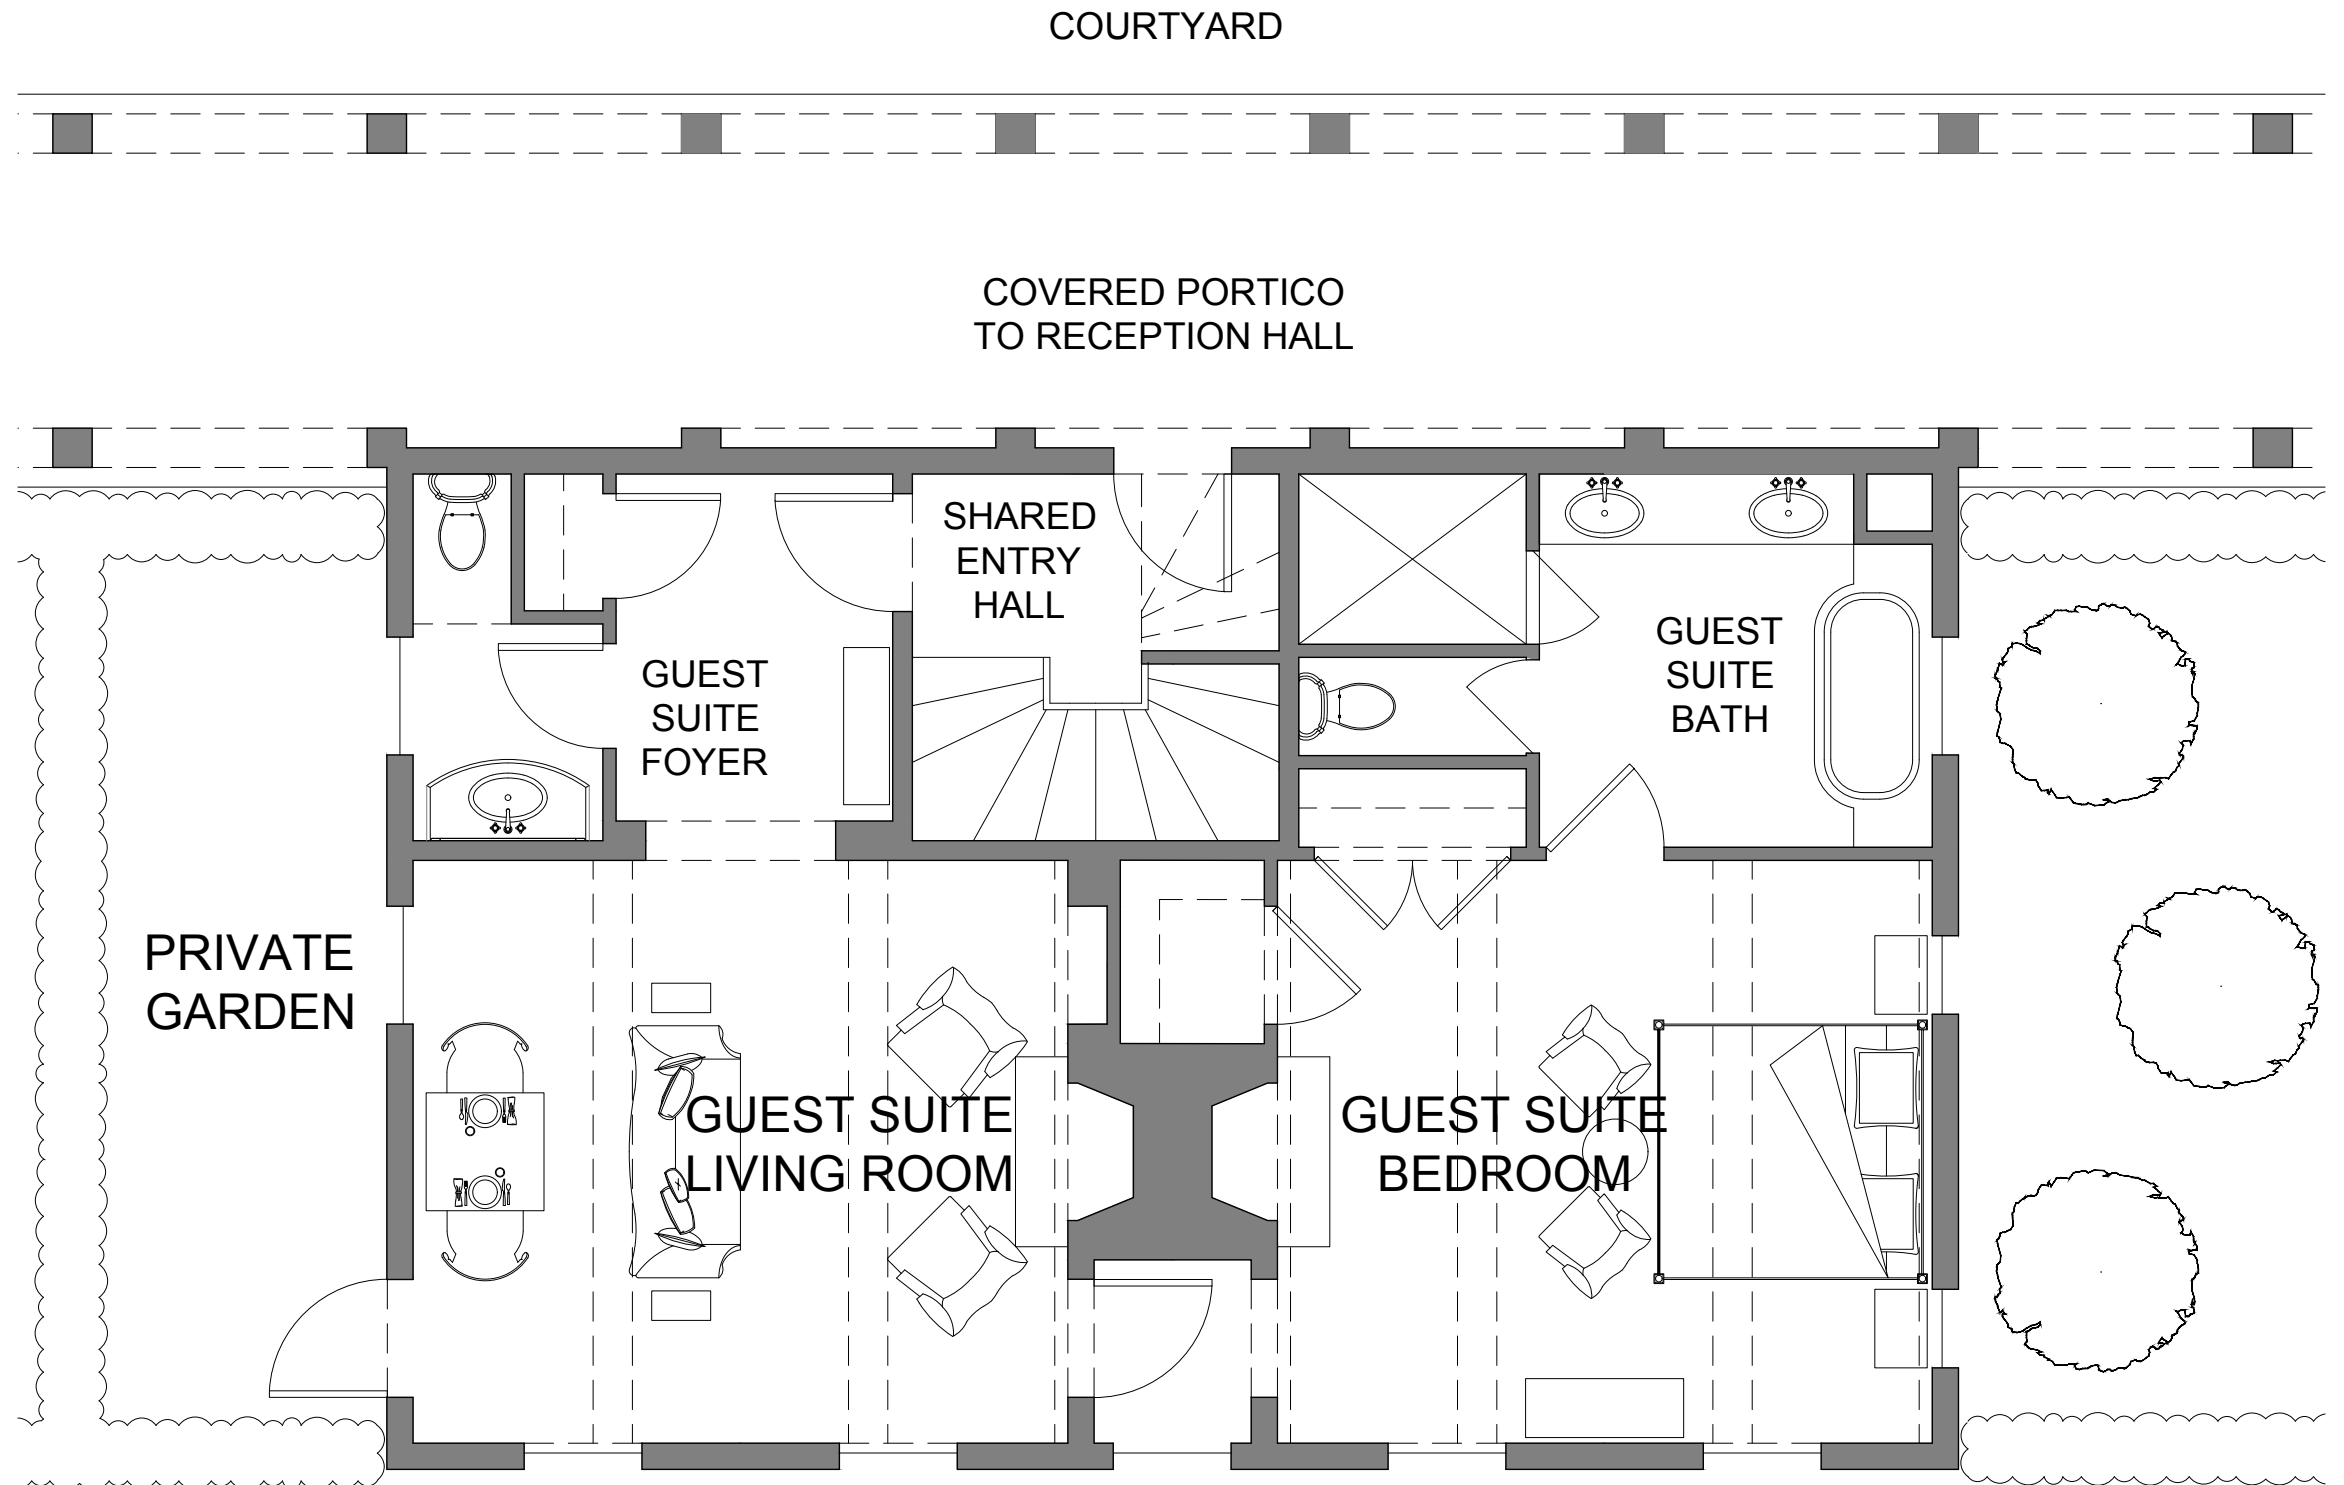 COURTYARD
COVERED PORTICO
TO RECEPTION HALL
SHARED
ENTRY
HALL
GUEST
SUITE
FOYER
GUEST
SUITE
BATH
PRIVATE
GARDEN
GUEST SUITE
LIVING ROOM
GUEST SUITE
BEDROOM